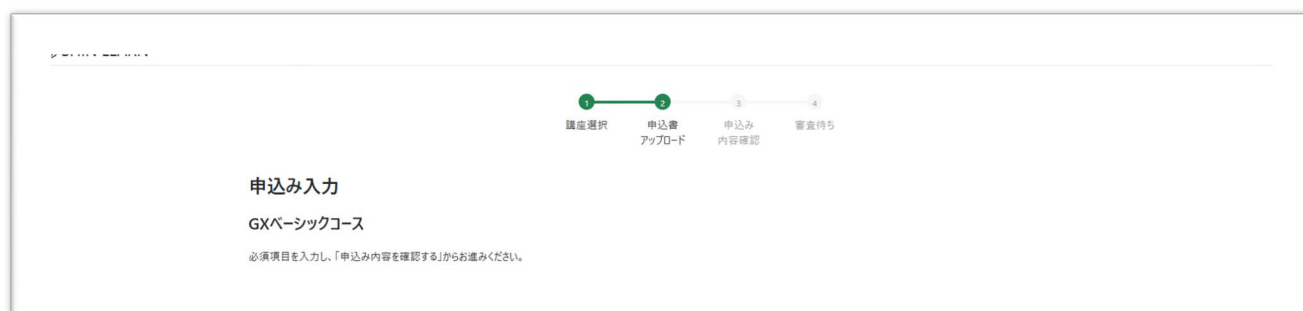 1 2 3 4
講座選択 申込書 申込み 審査待ち
アップロード 内容確認
申込み入力
GXベーシックコース
必須項目を入力し、「申込み内容を確認する」からお進みください。